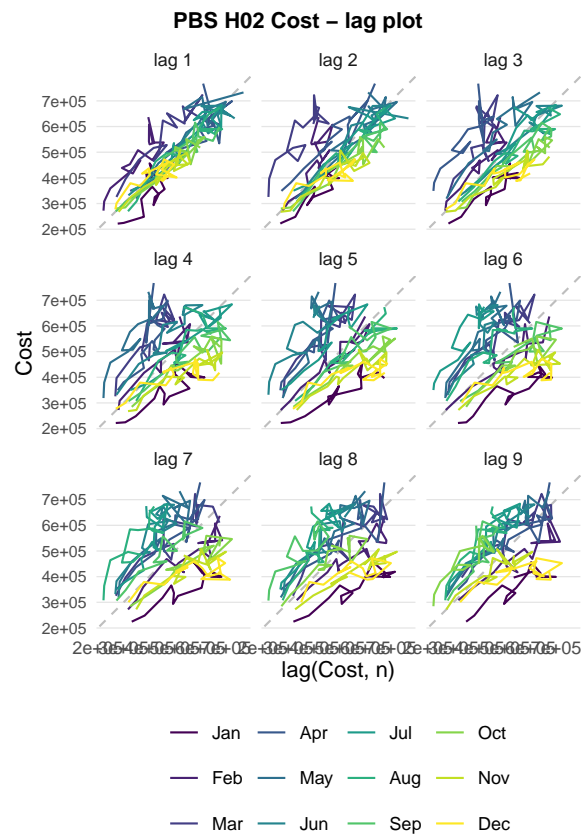 PBS H02 Cost – lag plot
lag 1 lag 2 lag 3
7e+05
6e+05
5e+05
4e+05
3e+05
2e+05
lag 4 lag 5 lag 6
7e+05
6e+05
5e+05
4e+05
3e+05
2e+05
Cost
lag 7 lag 8 lag 9
7e+05
6e+05
5e+05
4e+05
3e+05
2e+05
lag(Cost, n)
Jan Apr Jul Oct
Feb May Aug Nov
Mar Jun Sep Dec